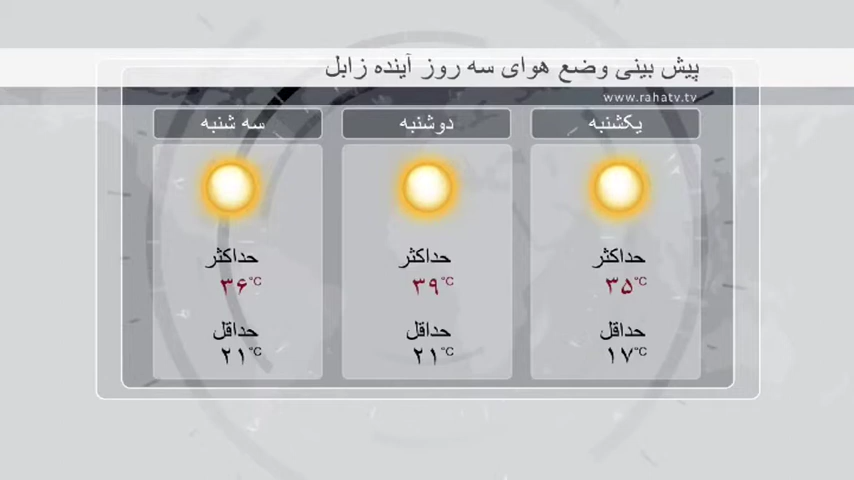 پیش بینی وضع هوای سه روز آینده زابل
www.rahatv.tv
یکشنبه
دوشنبه
سه شنبه
حداکثر
حداکثر
حداکثر
۳۵°C
۳۹°C
۳۶°C
حداقل
حداقل
حداقل
۱۷°C
۲۱°C
۲۱°C